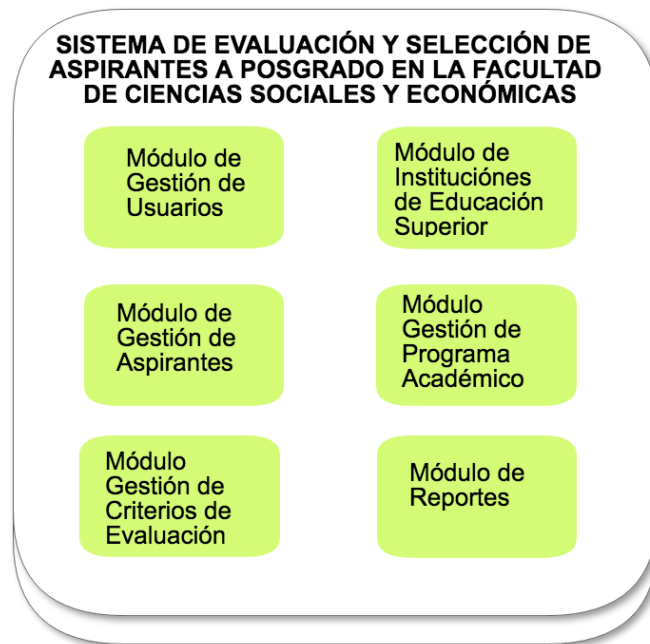 SISTEMA DE EVALUACIÓN Y SELECCIÓN DE
ASPIRANTES A POSGRADO EN LA FACULTAD
DE CIENCIAS SOCIALES Y ECONÓMICAS
Módulo de
Gestión de
Usuarios
Módulo de
Instituciónes
de Educación
Superior
Módulo de
Gestión de
Aspirantes
Módulo
Gestión de
Programa
Académico
Módulo
Gestión de
Criterios de
Evaluación
Módulo de
Reportes